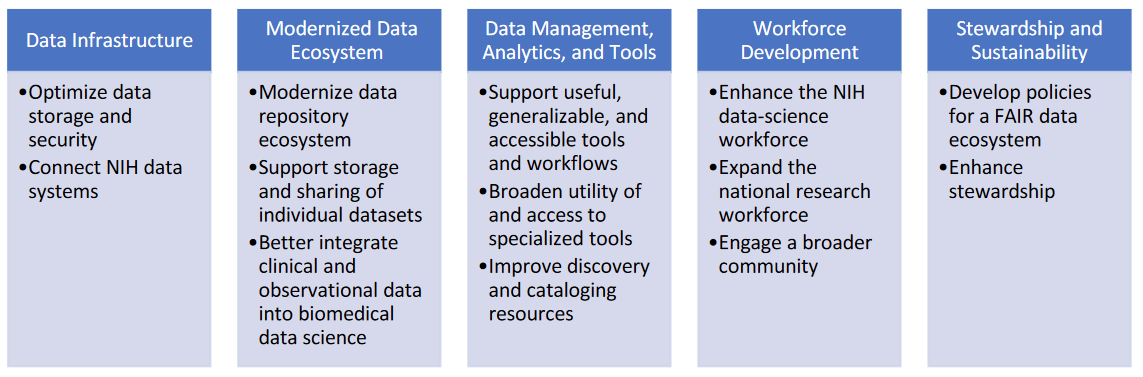 Data Infrastructure
•Optimize data
storage and
security
•Connect NIH data
systems
Modernized Data
Ecosystem
•Modernize data
repository
ecosystem
•Support storage
and sharing of
individual datasets
•Better integrate
clinical and
observational data
into biomedical
data science
Data Management,
Analytics, and Tools
•Support useful,
generalizable, and
accessible tools
and workflows
•Broaden utility of
and access to
specialized tools
•Improve discovery
and cataloging
resources
Workforce
Development
•Enhance the NIH
data-science
workforce
•Expand the
national research
workforce
•Engage a broader
community
Stewardship and
Sustainability
•Develop policies
for a FAIR data
ecosystem
•Enhance
stewardship